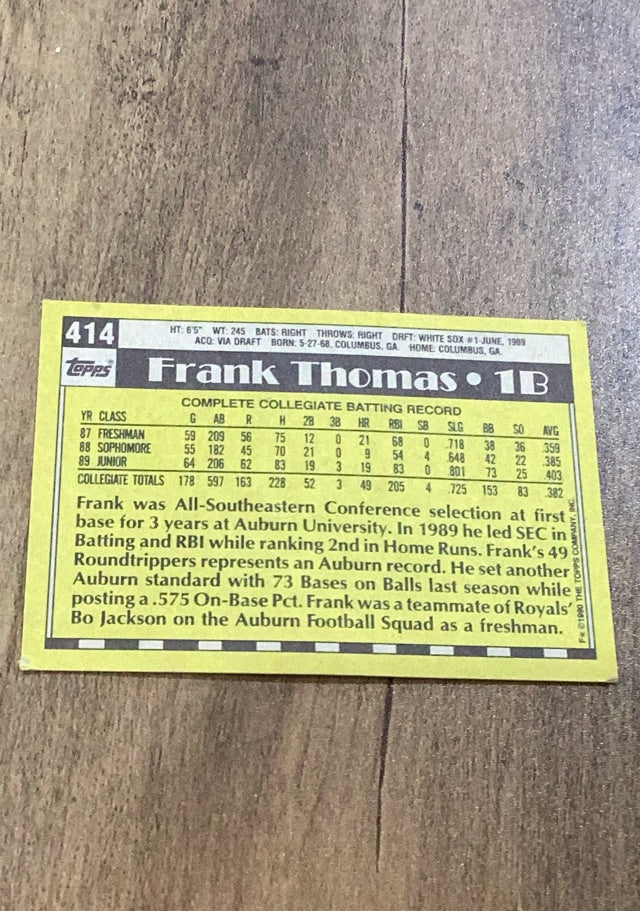 414
HT: 6'5" WT: 245 BATS: RIGHT THROWS: RIGHT DRFT: WHITE SOX #1-JUNE, 1989
ACQ: VIA DRAFT BORN: 5-27-68, COLUMBUS, GA. HOME: COLUMBUS, GA.
Topps
Frank Thomas • 1B
COMPLETE COLLEGIATE BATTING RECORD
YR CLASS G AB R H 2B 3B HR RBI SB SLG BB SO AVG
87 FRESHMAN 59 209 56 75 12 0 21 68 0 .718 38 36 .359
88 SOPHOMORE 55 182 45 70 21 0 9 54 4 .648 42 22 .385
89 JUNIOR 64 206 62 83 19 3 19 83 0 .801 73 25 .403
COLLEGIATE TOTALS 178 597 163 228 52 3 49 205 4 .725 153 83 .382
Frank was All-Southeastern Conference selection at first
base for 3 years at Auburn University. In 1989 he led SEC in
Batting and RBI while ranking 2nd in Home Runs. Frank's 49
Roundtrippers represents an Auburn record. He set another
Auburn standard with 73 Bases on Balls last season while
posting a .575 On-Base Pct. Frank was a teammate of Royals'
Bo Jackson on the Auburn Football Squad as a freshman.
F* ©1990 THE TOPPS COMPANY, INC.